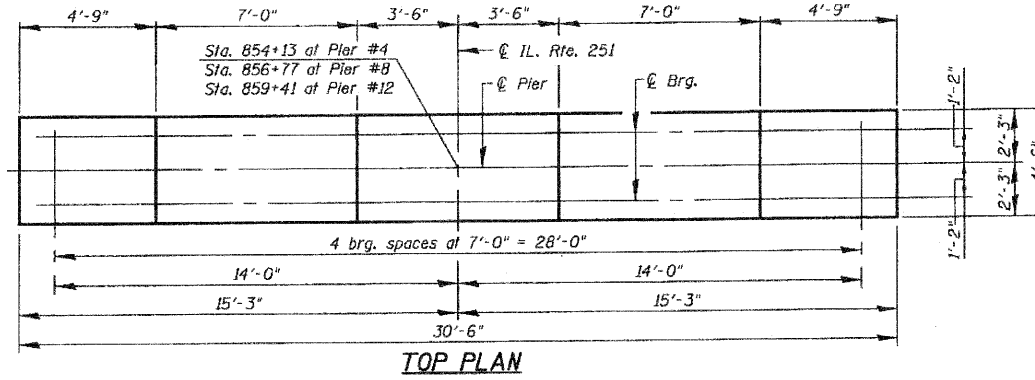 4'-9" 7'-0" 3'-6" 3'-6" 7'-0" 4'-9"
Sta. 854+13 at Pier #4
Sta. 856+77 at Pier #8
Sta. 859+41 at Pier #12
℄ IL. Rte. 251
℄ Pier
℄ Brg.
1'-2"
2'-3"
2'-3"
1'-2"
4 brg. spaces at 7'-0" = 28'-0"
14'-0" 14'-0"
15'-3" 15'-3"
30'-6"
TOP PLAN